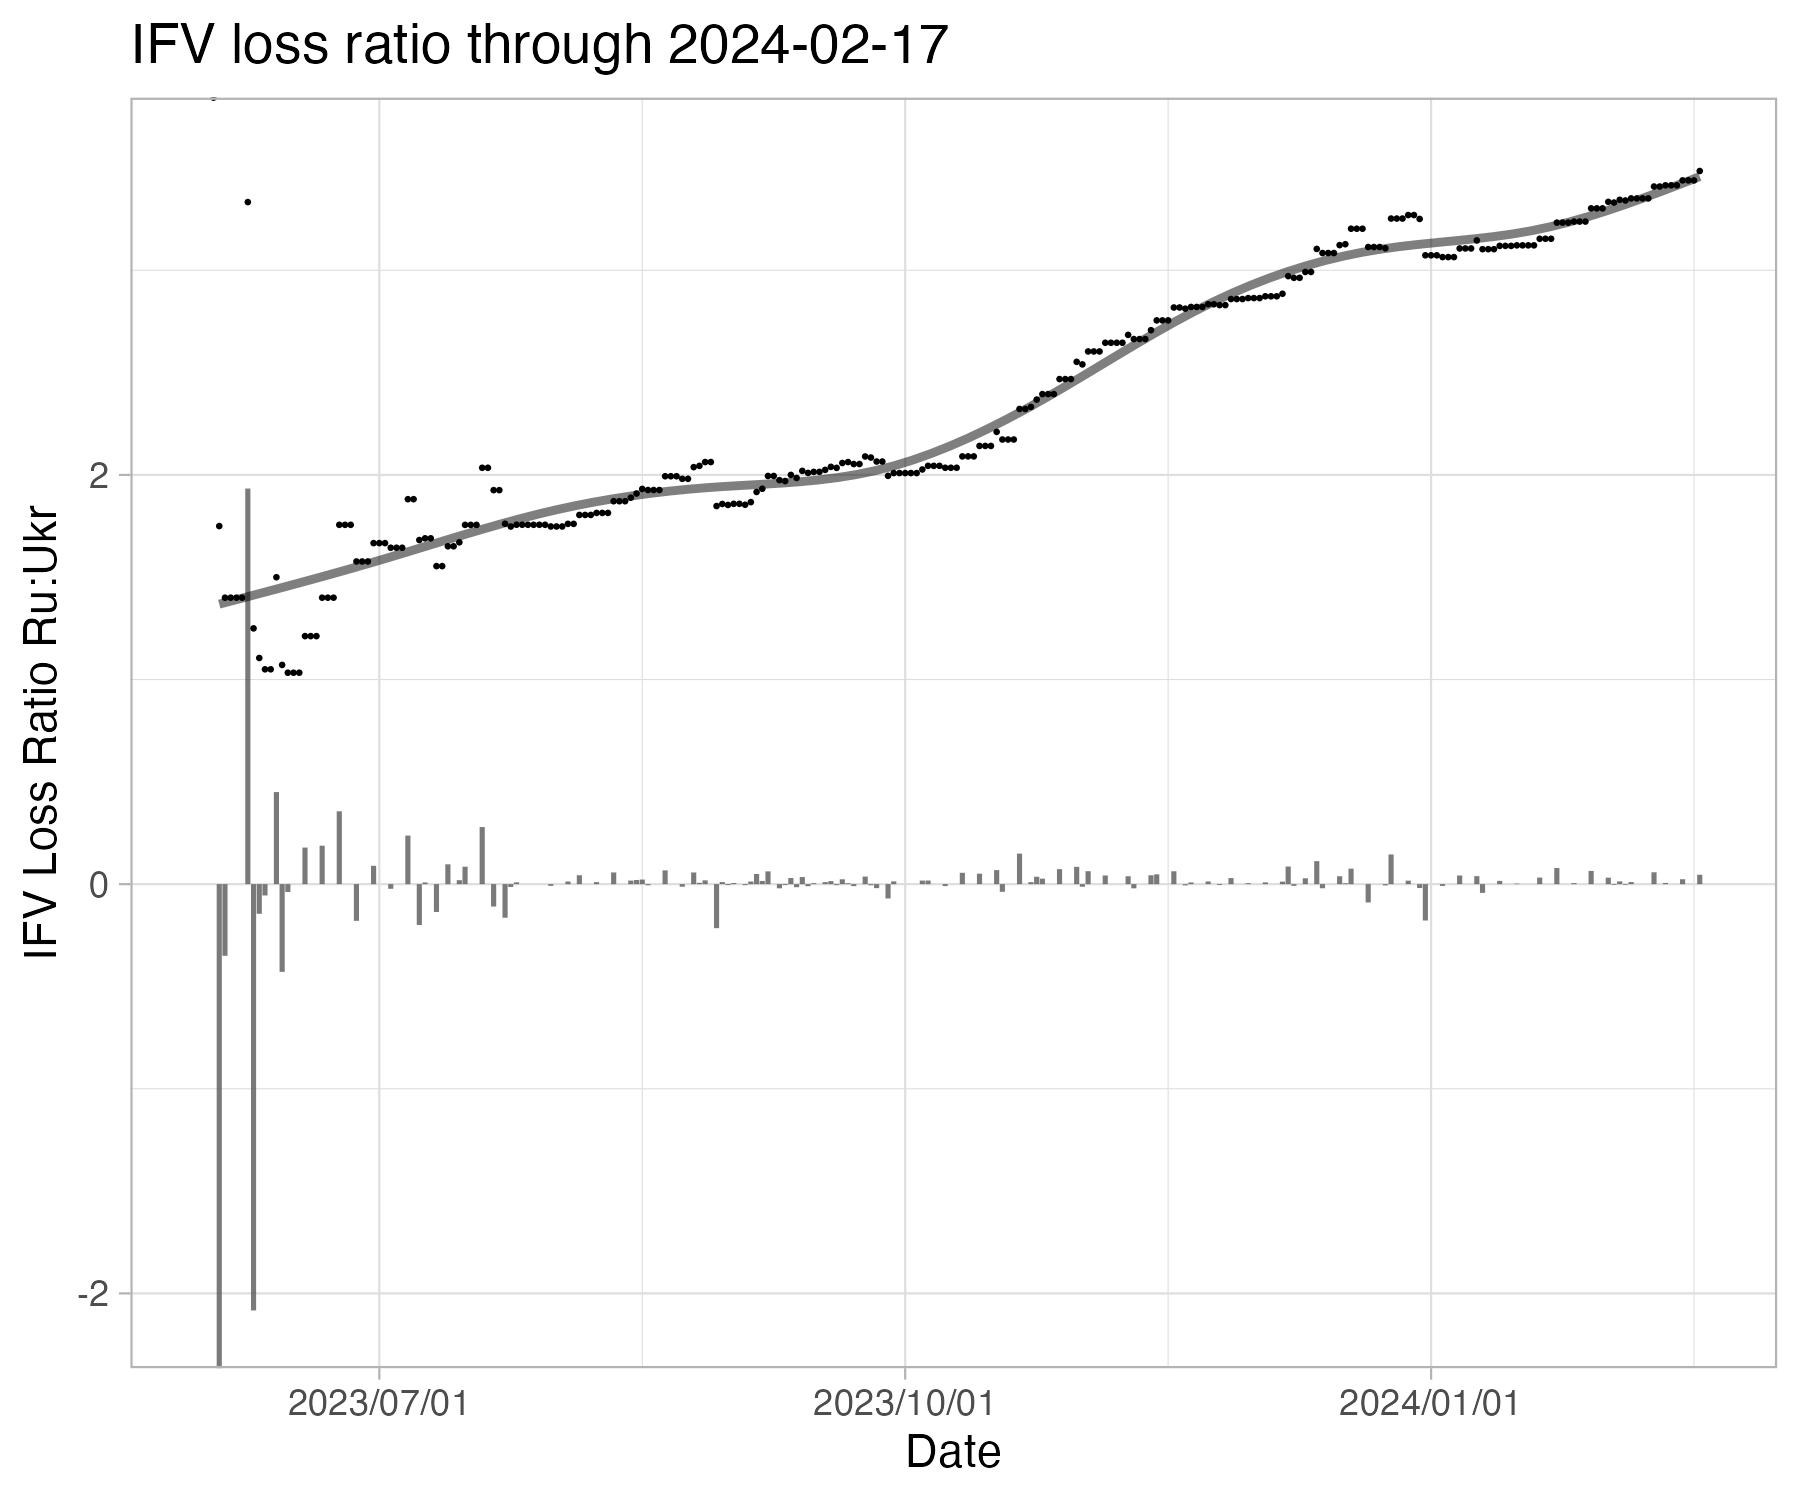 IFV loss ratio through 2024-02-17
IFV Loss Ratio Ru:Ukr
2
0
-2
2023/07/01
2023/10/01
2024/01/01
Date